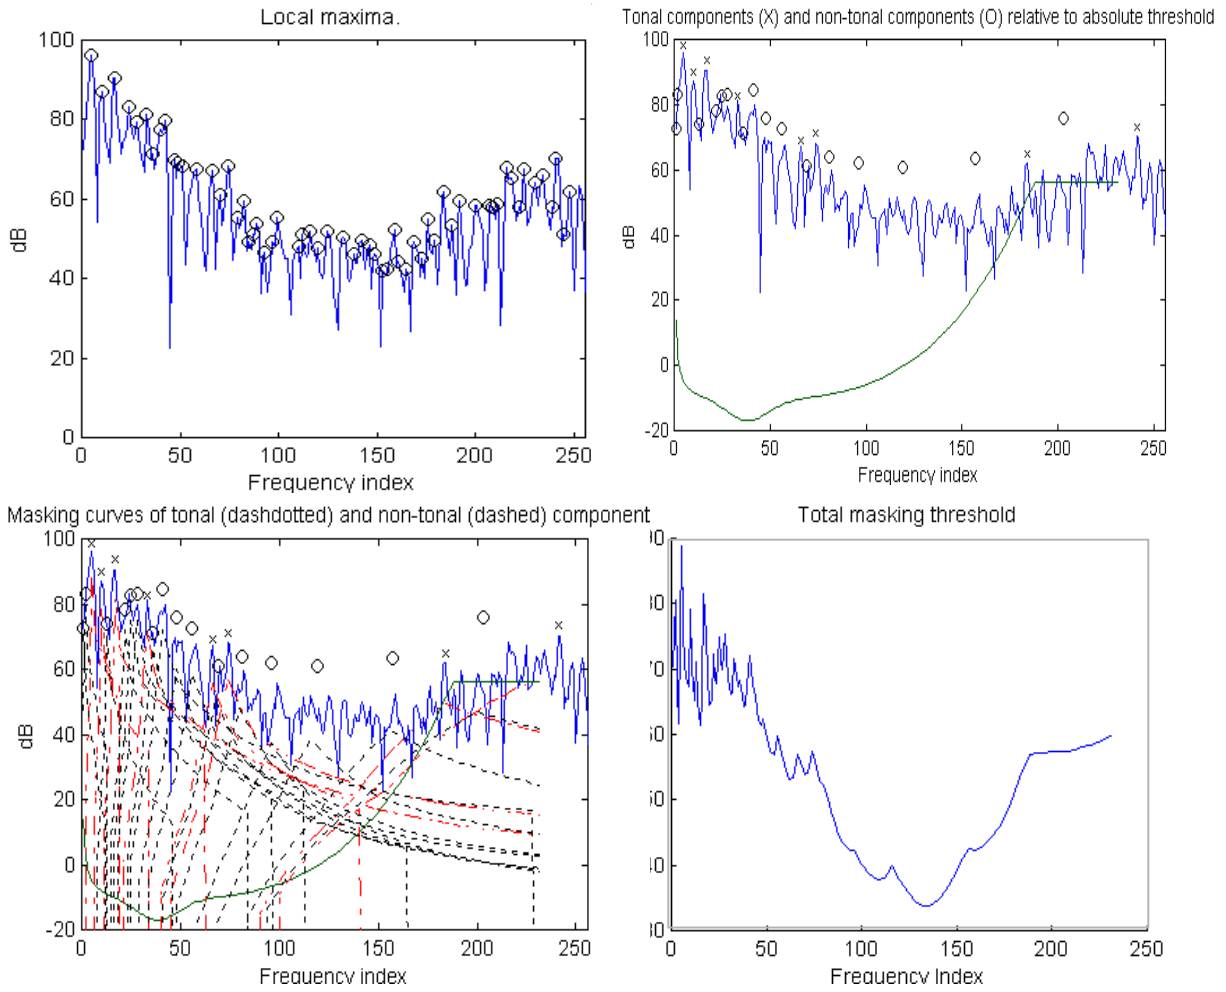 Local maxima.
100
80
60
40
20
0
dB
0 50 100 150 200 250
Frequency index
Tonal components (X) and non-tonal components (O) relative to absolute threshold
100
80
60
40
20
0
-20
dB
0 50 100 150 200 250
Frequency index
Masking curves of tonal (dashdotted) and non-tonal (dashed) component
100
80
60
40
20
0
-20
dB
0 50 100 150 200 250
Frequency index
Total masking threshold
0 50 100 150 200 250
Frequency Index